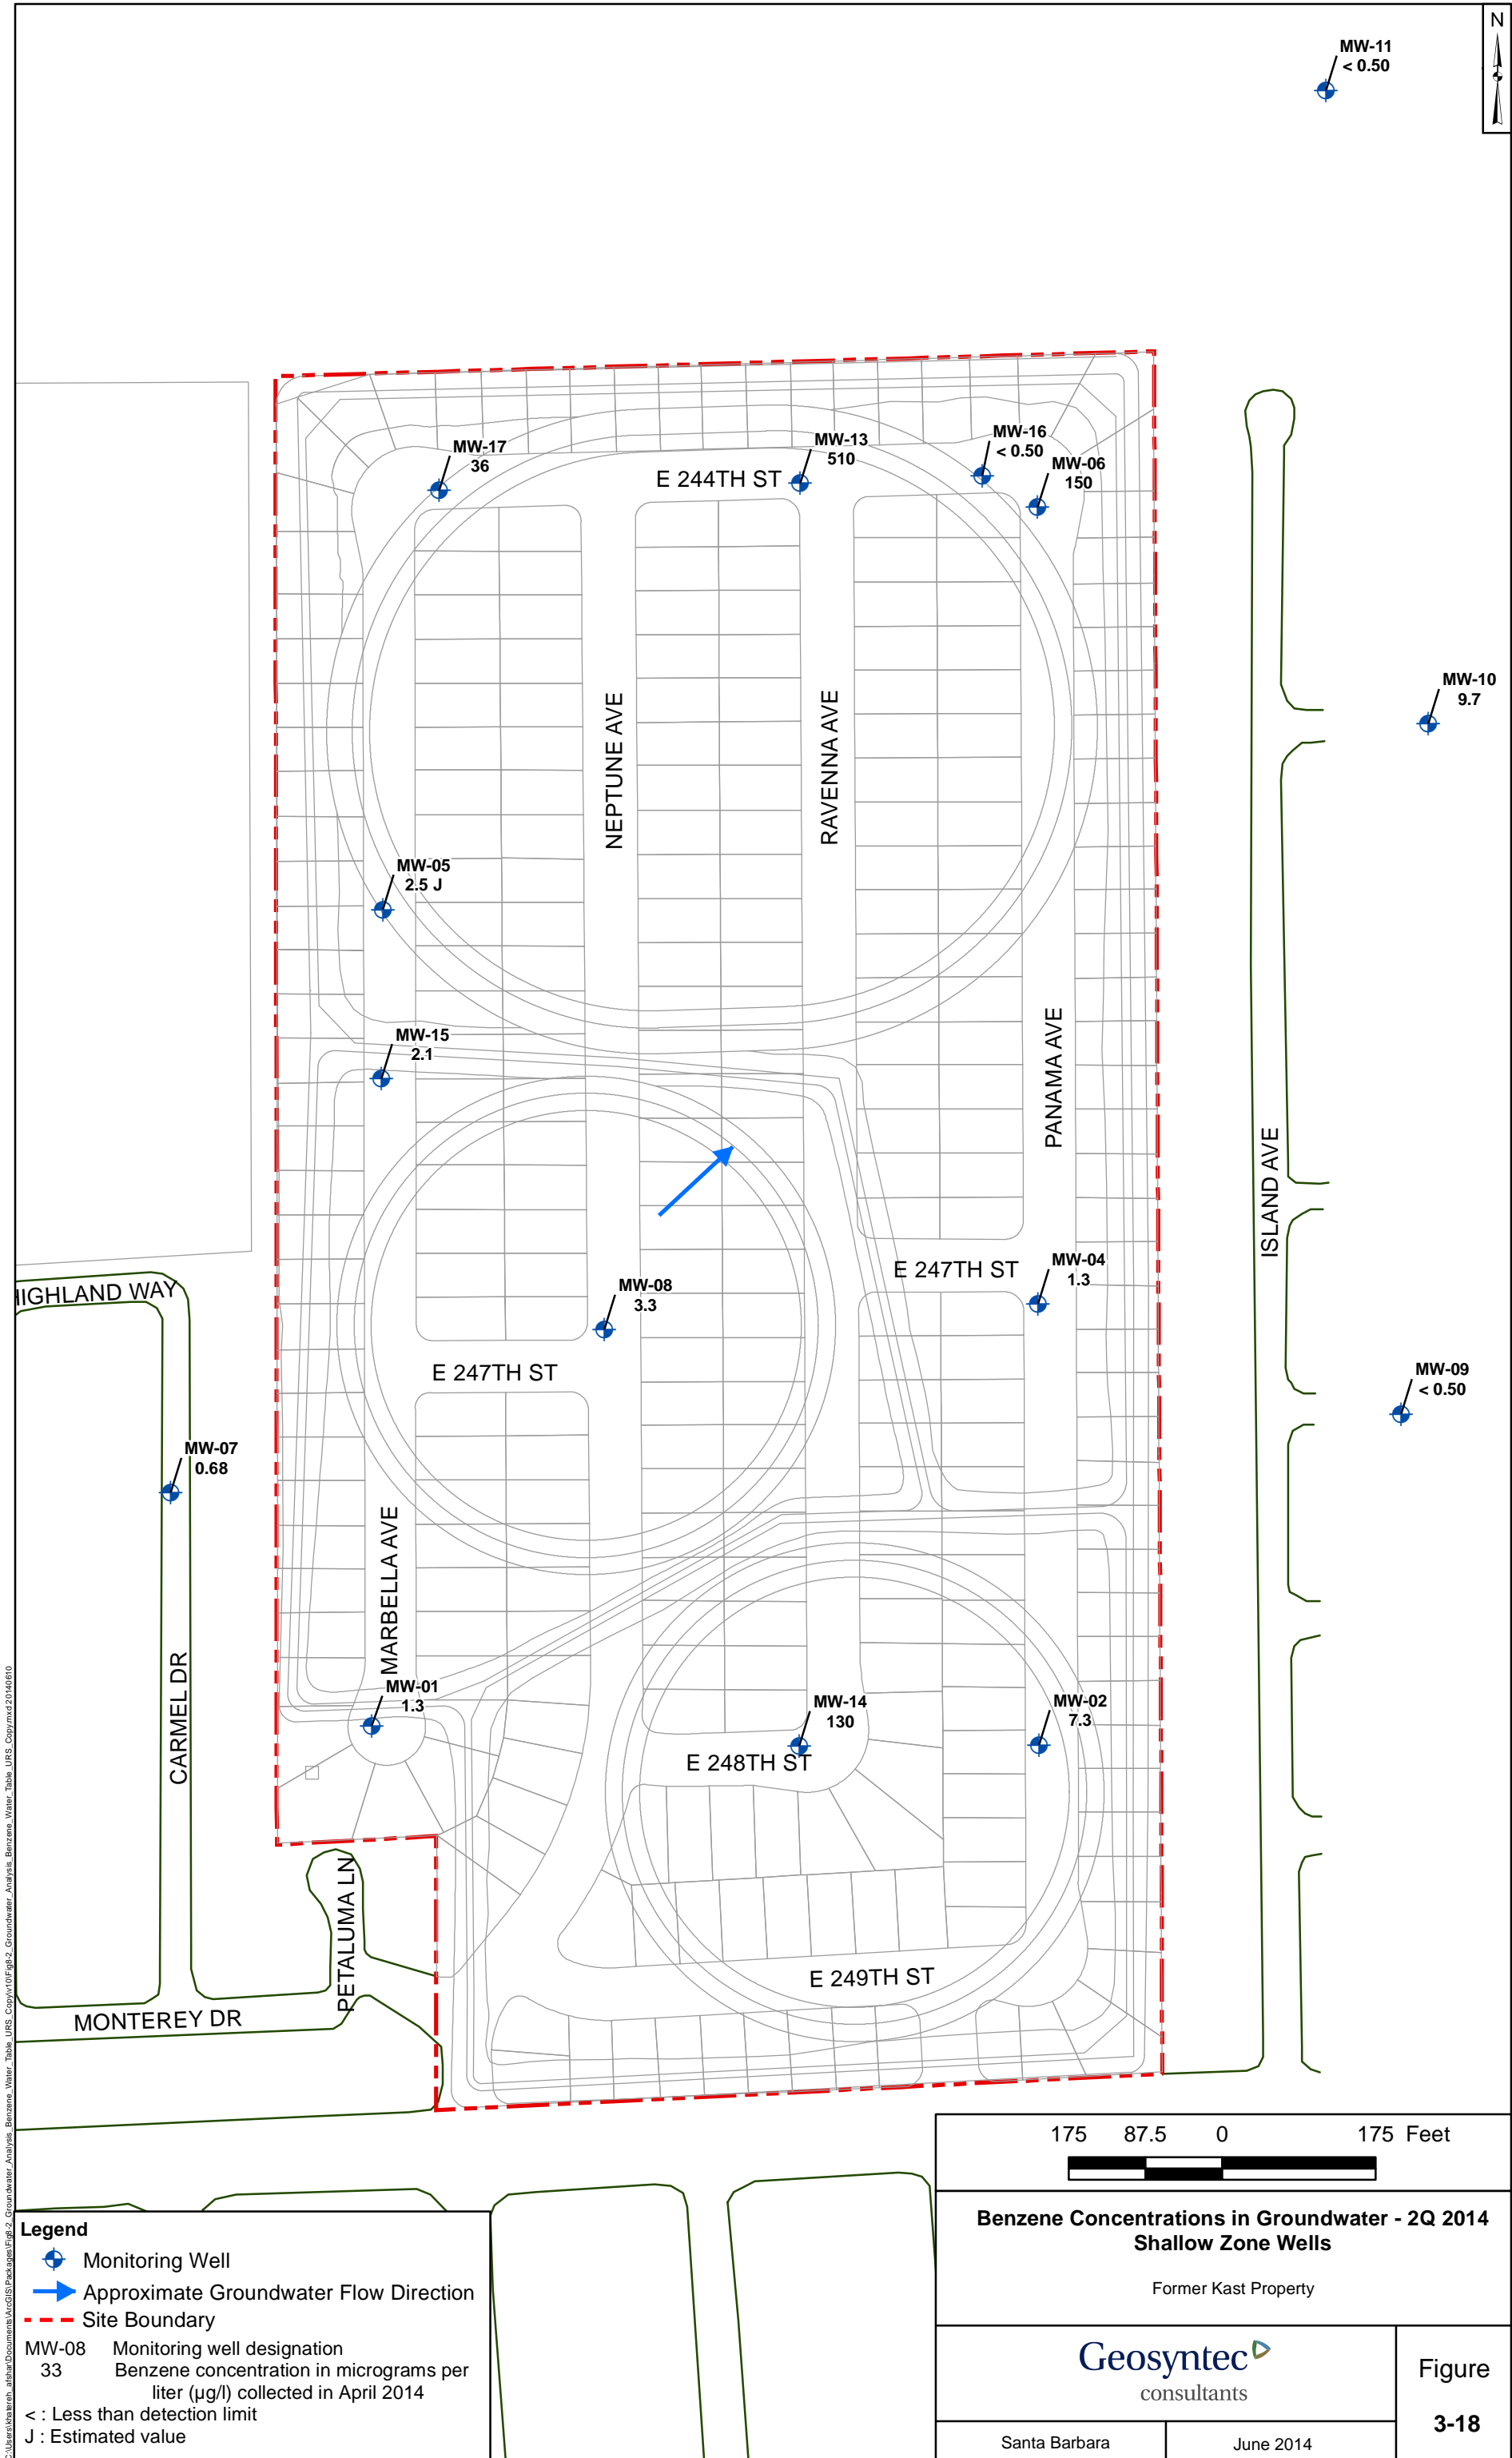 N
MW-11
< 0.50
MW-17
36
MW-13
510
MW-16
< 0.50
MW-06
150
E 244TH ST
MW-10
9.7
NEPTUNE AVE
RAVENNA AVE
MW-05
2.5 J
MW-15
2.1
PANAMA AVE
ISLAND AVE
MW-04
1.3
E 247TH ST
HIGHLAND WAY
MW-08
3.3
E 247TH ST
MW-09
< 0.50
MW-07
0.68
MARBELLA AVE
CARMEL DR
MW-01
1.3
MW-14
130
MW-02
7.3
E 248TH ST
PETALUMA LN
E 249TH ST
MONTEREY DR
175 87.5 0 175 Feet
Benzene Concentrations in Groundwater - 2Q 2014
Shallow Zone Wells
Former Kast Property
Geosyntec
consultants
Figure
3-18
Santa Barbara
June 2014
Legend
Monitoring Well
Approximate Groundwater Flow Direction
Site Boundary
MW-08 Monitoring well designation
33 Benzene concentration in micrograms per
liter (µg/l) collected in April 2014
< : Less than detection limit
J : Estimated value